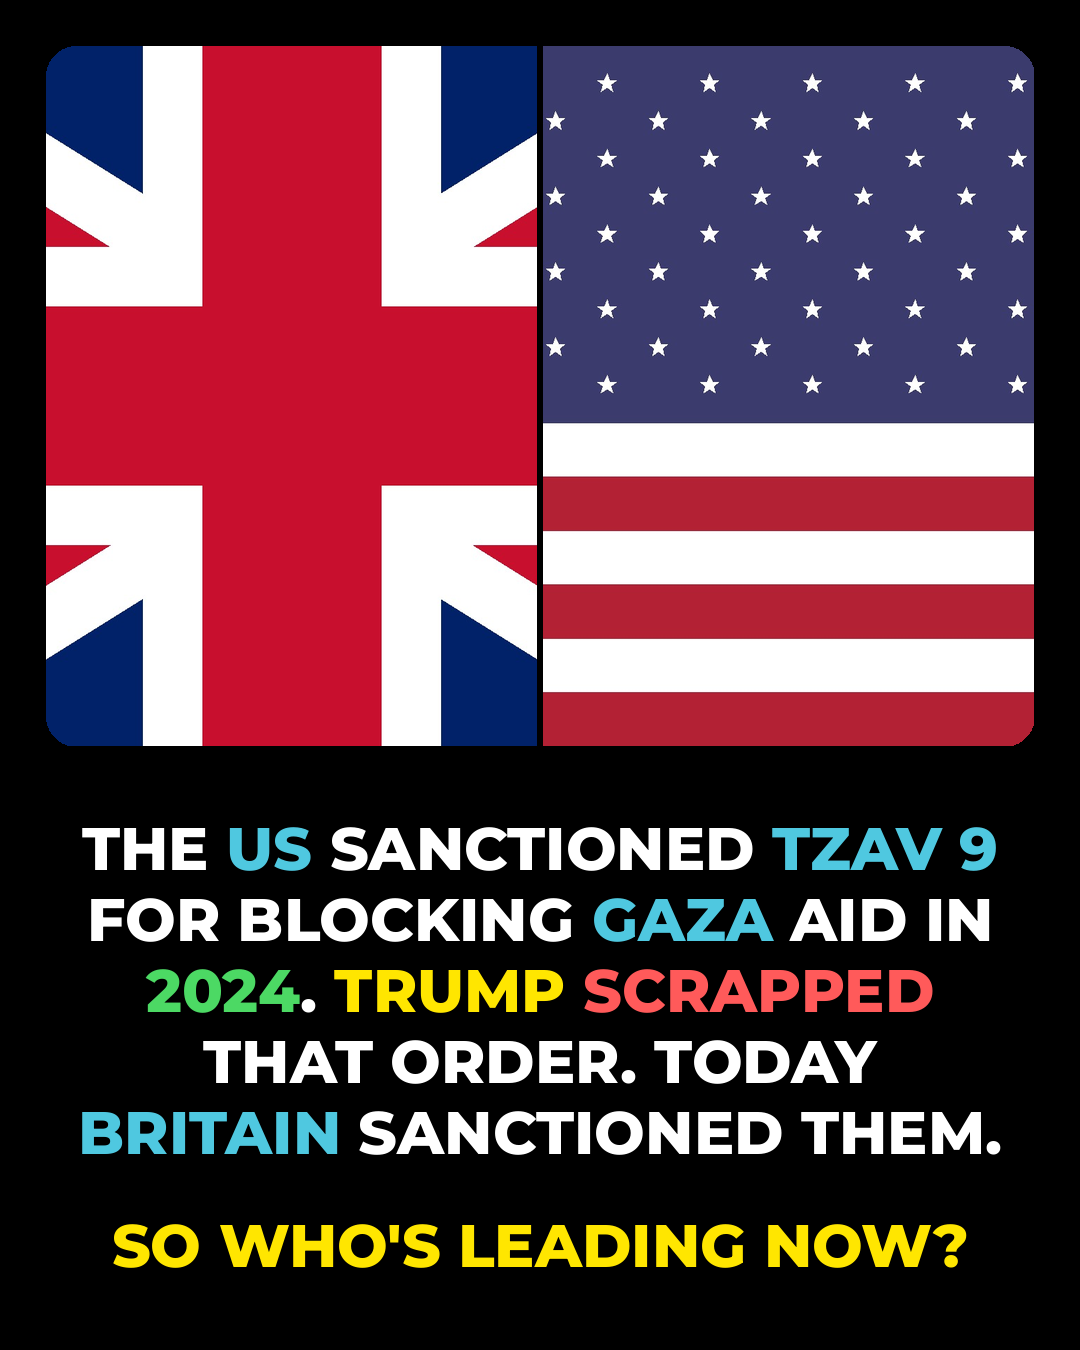 THE US SANCTIONED TZAV 9
FOR BLOCKING GAZA AID IN
2024. TRUMP SCRAPPED
THAT ORDER. TODAY
BRITAIN SANCTIONED THEM.
SO WHO'S LEADING NOW?